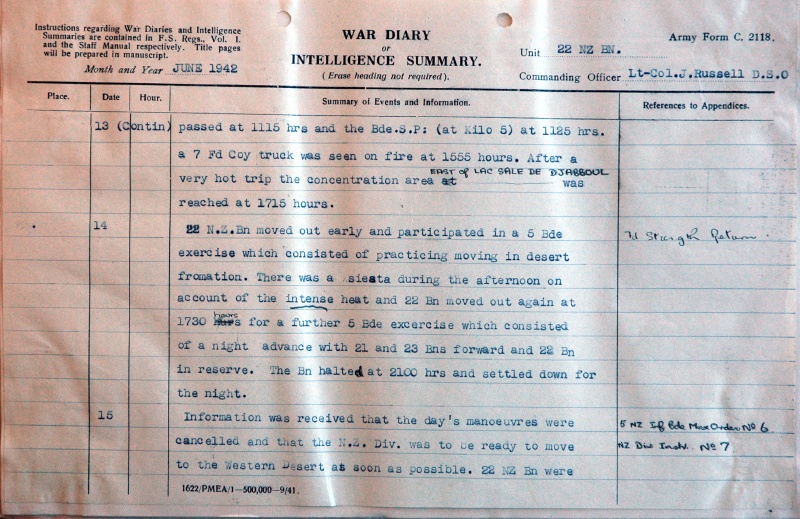 Instructions regarding War Diaries and Intelligence
Summaries are contained in F.S. Regs., Vol. I.
and the Staff Manual respectively. Title pages
will be prepared in manuscript.
Month and Year JUNE 1942
WAR DIARY
or
INTELLIGENCE SUMMARY.
(Erase heading not required).
Army Form C. 2118.
Unit 22 NZ BN.
Commanding Officer Lt-Col.J.Russell D.S.O
Place. Date Hour. Summary of Events and Information. References to Appendices.
13 (Contin) passed at 1115 hrs and the Bde.S.P: (at Kilo 5) at 1125 hrs.
a 7 Fd Coy truck was seen on fire at 1555 hours. After a
EAST of LAC SALE DE DJABBOUL
very hot trip the concentration area at was
reached at 1715 hours.
14 22 N.Z.Bn moved out early and participated in a 5 Bde
exercise which consisted of practicing moving in desert
Strength Return
fromation. There was a siesta during the afternoon on
account of the intense heat and 22 Bn moved out again at
hours
1730 hurs for a further 5 Bde excercise which consisted
of a night advance with 21 and 23 Bns forward and 22 Bn
in reserve. The Bn halted at 2100 hrs and settled down for
the night.
15 Information was received that the day's manoeuvres were
5 NZ If Bde Move Order No 6
cancelled and that the N.Z. Div. was to be ready to move
NZ Div Instr. No 7
to the Western Desert as soon as possible. 22 NZ Bn were
1622/PMEA/1—500,000—9/41.